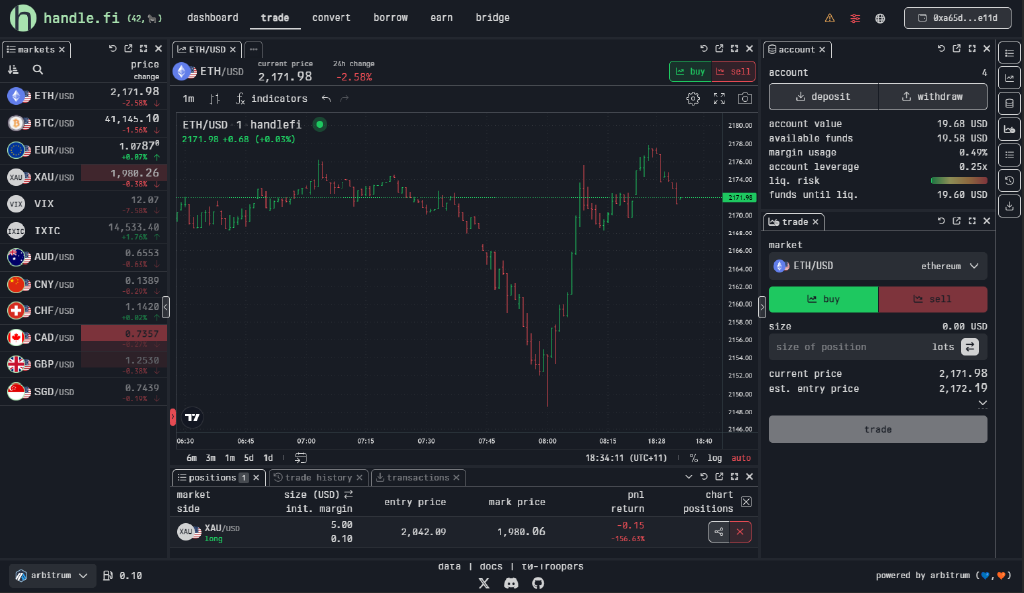 handle.fi (42,🐎)
dashboard trade convert borrow earn bridge
0xa65d...e11d
markets ×
price
change
ETH/USD 2,171.98
-2.58% ↓
BTC/USD 41,145.10
-1.56% ↓
EUR/USD 1.0787⁰
+0.07% ↑
XAU XAU/USD 1,980.26
-0.38% ↓
VIX VIX 12.07
IXIC IXIC 14,533.40
+1.76% ↑
AUD/USD 0.6553
-0.61% ↓
CNY/USD 0.1389
-0.29% ↓
CHF/USD 1.1420
+0.02% ↑
CAD/USD 0.7357
-0.27% ↓
GBP/USD 1.2530
-0.38% ↓
SGD/USD 0.7439
-0.19% ↓
ETH/USD ×
ETH/USD
current price
2,171.98
24h change
-2.58%
buy sell
1m indicators
ETH/USD · 1 · handlefi
2171.98 +0.68 (+0.03%)
2180.00
2178.00
2176.00
2174.00
2171.98
2170.00
2168.00
2166.00
2164.00
2162.00
2160.00
2158.00
2156.00
2154.00
2152.00
2150.00
2148.00
2146.00
06:30 06:45 07:00 07:15 07:30 07:45 08:00 08:15 18:28 18:40
6m 3m 1m 5d 1d
18:34:11 (UTC+11) % log auto
positions 1 ×
trade history ×
transactions ×
market
side
size (USD) ⇄
init. margin
entry price
mark price
pnl
return
chart
positions
XAU XAU/USD
long
5.00
0.10
2,042.09
1,980.06
-0.15
-156.63%
account ×
account 4
deposit withdraw
account value 19.68 USD
available funds 19.58 USD
margin usage 0.49%
account leverage 0.25x
liq. risk
funds until liq. 19.60 USD
trade ×
market
ETH/USD ethereum
buy sell
size 0.00 USD
size of position lots
current price 2,171.98
est. entry price 2,172.19
trade
arbitrum 0.10
data | docs | t0-Troopers
powered by arbitrum (💙,🧡)